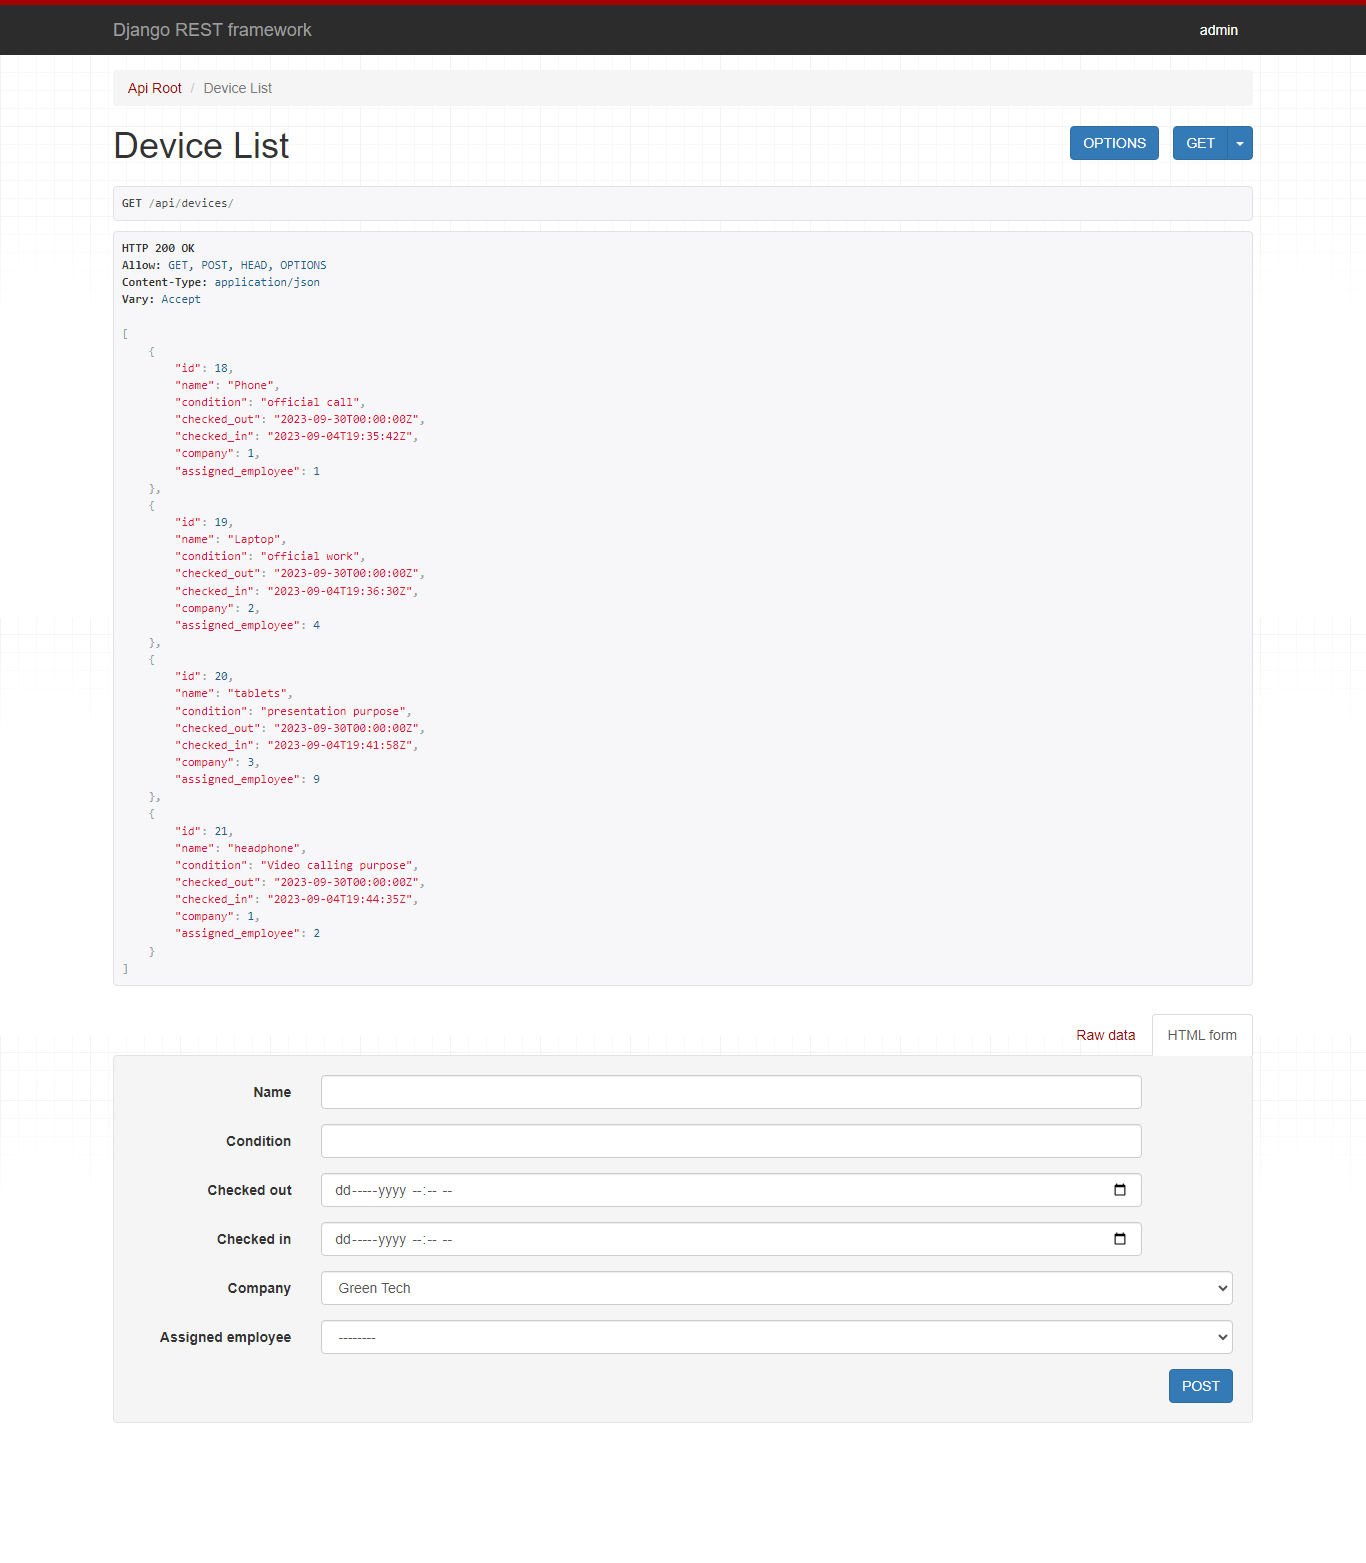 Django REST framework
admin
Api Root / Device List
Device List
OPTIONS
GET
GET /api/devices/
HTTP 200 OK
Allow: GET, POST, HEAD, OPTIONS
Content-Type: application/json
Vary: Accept
[
    {
        "id": 18,
        "name": "Phone",
        "condition": "official call",
        "checked_out": "2023-09-30T00:00:00Z",
        "checked_in": "2023-09-04T19:35:42Z",
        "company": 1,
        "assigned_employee": 1
    },
    {
        "id": 19,
        "name": "Laptop",
        "condition": "official work",
        "checked_out": "2023-09-30T00:00:00Z",
        "checked_in": "2023-09-04T19:36:30Z",
        "company": 2,
        "assigned_employee": 4
    },
    {
        "id": 20,
        "name": "tablets",
        "condition": "presentation purpose",
        "checked_out": "2023-09-30T00:00:00Z",
        "checked_in": "2023-09-04T19:41:58Z",
        "company": 3,
        "assigned_employee": 9
    },
    {
        "id": 21,
        "name": "headphone",
        "condition": "Video calling purpose",
        "checked_out": "2023-09-30T00:00:00Z",
        "checked_in": "2023-09-04T19:44:35Z",
        "company": 1,
        "assigned_employee": 2
    }
]
Raw data
HTML form
Name
Condition
Checked out dd-----yyyy --:-- --
Checked in dd-----yyyy --:-- --
Company Green Tech
Assigned employee --------
POST